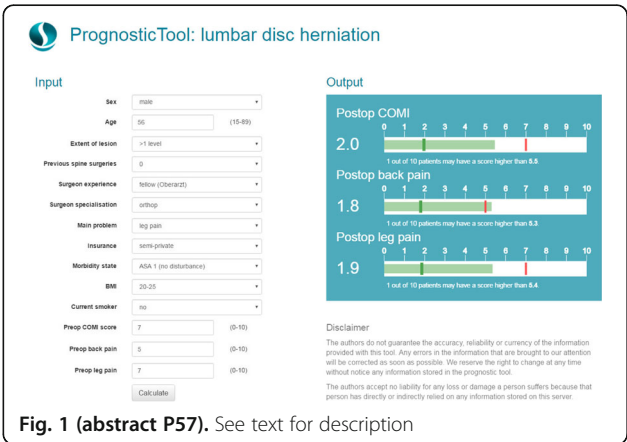 PrognosticTool: lumbar disc herniation
Input
Sex male
Age 56 (15-89)
Extent of lesion >1 level
Previous spine surgeries 0
Surgeon experience fellow (Oberarzt)
Surgeon specialisation orthop
Main problem leg pain
Insurance semi-private
Morbidity state ASA 1 (no disturbance)
BMI 20-25
Current smoker no
Preop COMI score 7 (0-10)
Preop back pain 5 (0-10)
Preop leg pain 7 (0-10)
Calculate
Output
Postop COMI
0 1 2 3 4 5 6 7 8 9 10
2.0
1 out of 10 patients may have a score higher than 5.5.
Postop back pain
0 1 2 3 4 5 6 7 8 9 10
1.8
1 out of 10 patients may have a score higher than 5.3.
Postop leg pain
0 1 2 3 4 5 6 7 8 9 10
1.9
1 out of 10 patients may have a score higher than 5.4.
Disclaimer
The authors do not guarantee the accuracy, reliability or currency of the information
provided with this tool. Any errors in the information that are brought to our attention
will be corrected as soon as possible. We reserve the right to change at any time
without notice any information stored in the prognostic tool.
The authors accept no liability for any loss or damage a person suffers because that
person has directly or indirectly relied on any information stored on this server.
Fig. 1 (abstract P57). See text for description